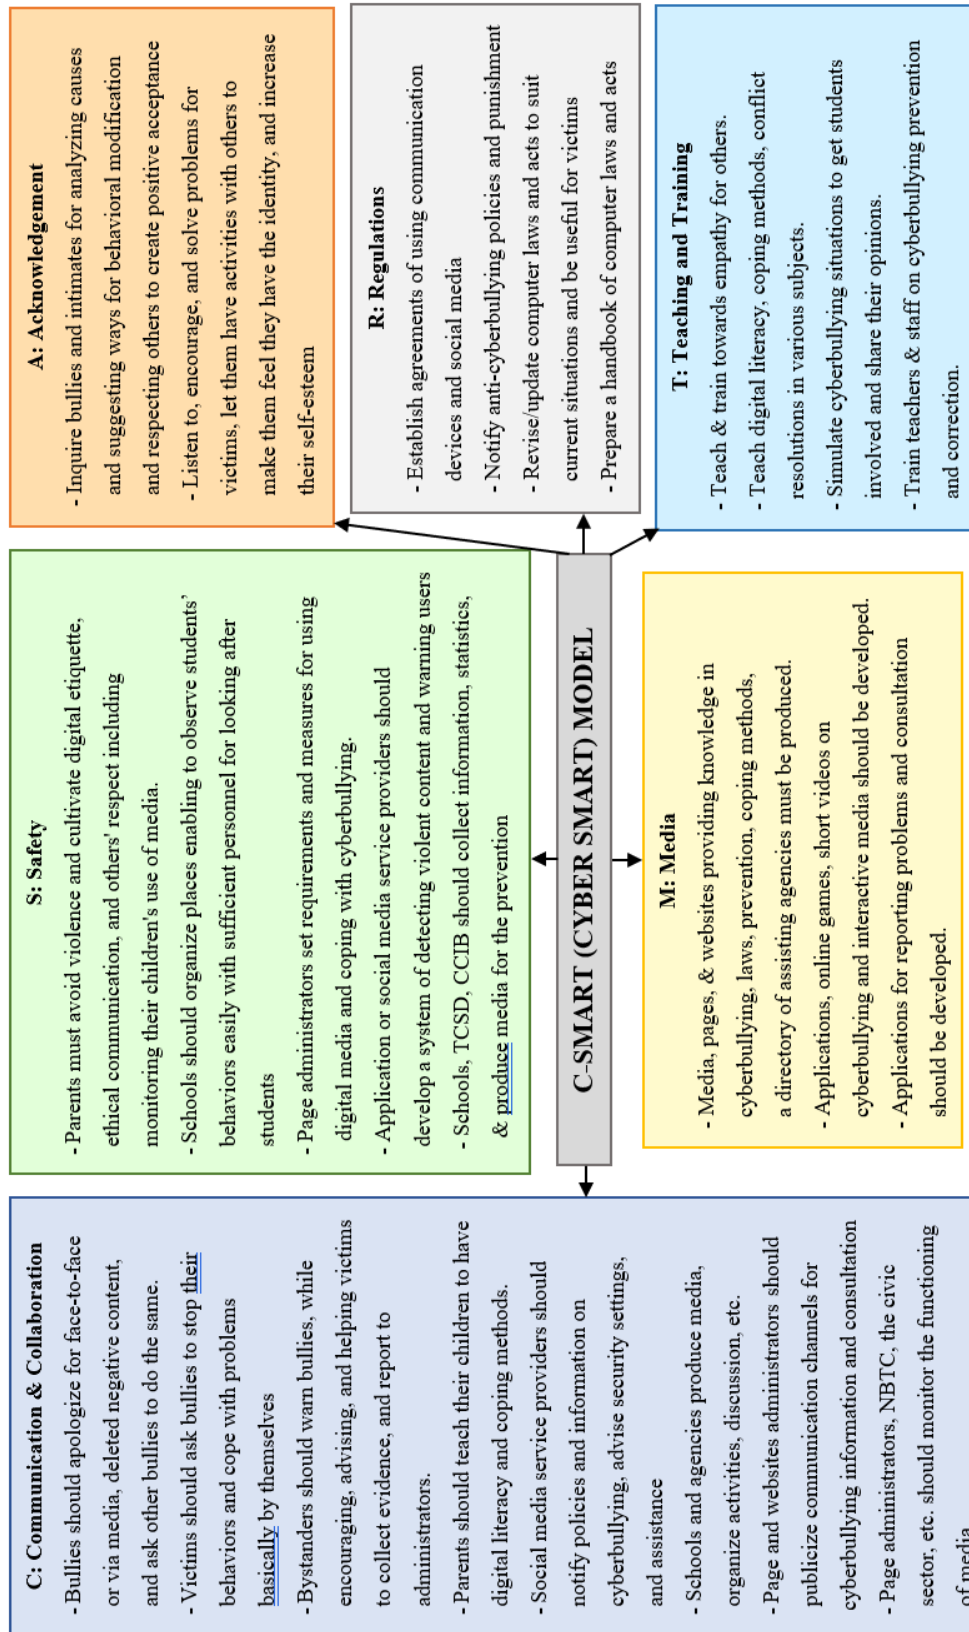 C: Communication & Collaboration
- Bullies should apologize for face-to-face
or via media, deleted negative content,
and ask other bullies to do the same.
- Victims should ask bullies to stop their
behaviors and cope with problems
basically by themselves
- Bystanders should warn bullies, while
encouraging, advising, and helping victims
to collect evidence, and report to
administrators.
- Parents should teach their children to have
digital literacy and coping methods.
- Social media service providers should
notify policies and information on
cyberbullying, advise security settings,
and assistance
- Schools and agencies produce media,
organize activities, discussion, etc.
- Page and websites administrators should
publicize communication channels for
cyberbullying information and consultation
- Page administrators, NBTC, the civic
sector, etc. should monitor the functioning
of media
S: Safety
- Parents must avoid violence and cultivate digital etiquette,
ethical communication, and others' respect including
monitoring their children's use of media.
- Schools should organize places enabling to observe students’
behaviors easily with sufficient personnel for looking after
students
- Page administrators set requirements and measures for using
digital media and coping with cyberbullying.
- Application or social media service providers should
develop a system of detecting violent content and warning users
- Schools, TCSD, CCIB should collect information, statistics,
& produce media for the prevention
C-SMART (CYBER SMART) MODEL
M: Media
- Media, pages, & websites providing knowledge in
cyberbullying, laws, prevention, coping methods,
a directory of assisting agencies must be produced.
- Applications, online games, short videos on
cyberbullying and interactive media should be developed.
- Applications for reporting problems and consultation
should be developed.
A: Acknowledgement
- Inquire bullies and intimates for analyzing causes
and suggesting ways for behavioral modification
and respecting others to create positive acceptance
- Listen to, encourage, and solve problems for
victims, let them have activities with others to
make them feel they have the identity, and increase
their self-esteem
R: Regulations
- Establish agreements of using communication
devices and social media
- Notify anti-cyberbullying policies and punishment
- Revise/update computer laws and acts to suit
current situations and be useful for victims
- Prepare a handbook of computer laws and acts
T: Teaching and Training
- Teach & train towards empathy for others.
- Teach digital literacy, coping methods, conflict
resolutions in various subjects.
- Simulate cyberbullying situations to get students
involved and share their opinions.
- Train teachers & staff on cyberbullying prevention
and correction.